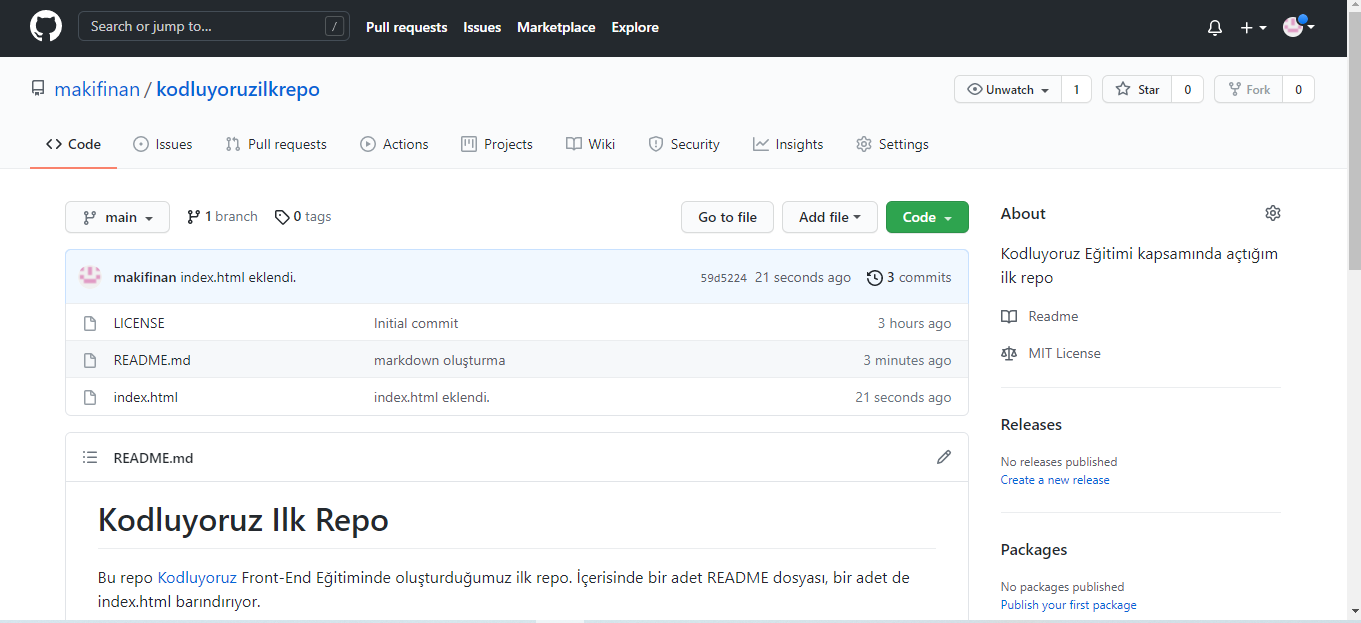 Search or jump to... / Pull requests Issues Marketplace Explore
makifinan / kodluyoruzilkrepo Unwatch 1 Star 0 Fork 0
Code Issues Pull requests Actions Projects Wiki Security Insights Settings
main 1 branch 0 tags Go to file Add file Code
makifinan index.html eklendi. 59d5224 21 seconds ago 3 commits
LICENSE Initial commit 3 hours ago
README.md markdown oluşturma 3 minutes ago
index.html index.html eklendi. 21 seconds ago
README.md
Kodluyoruz Ilk Repo
Bu repo Kodluyoruz Front-End Eğitiminde oluşturduğumuz ilk repo. İçerisinde bir adet README dosyası, bir adet de
index.html barındırıyor.
About
Kodluyoruz Eğitimi kapsamında açtığım
ilk repo
Readme
MIT License
Releases
No releases published
Create a new release
Packages
No packages published
Publish your first package